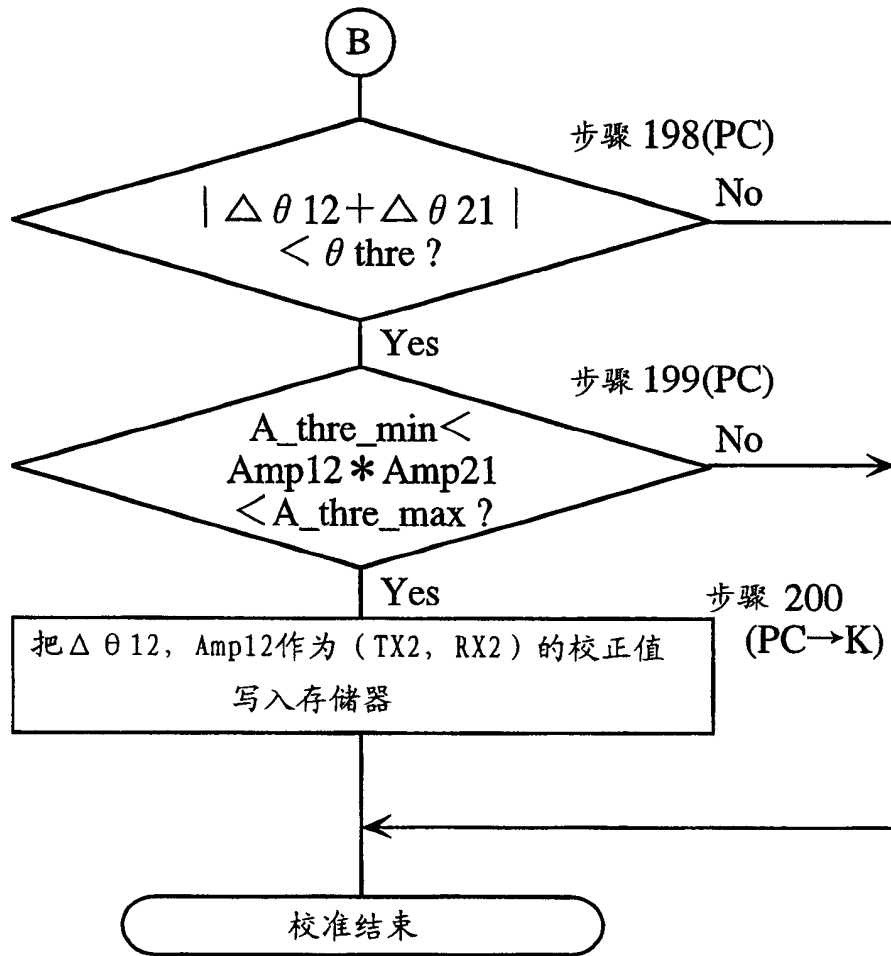 B
步骤 198(PC)
No
| △θ12+△θ21 |
<θ thre ?
Yes
步骤 199(PC)
No
A_thre_min<
Amp12*Amp21
<A_thre_max ?
Yes
步骤 200
(PC→K)
把△θ12, Amp12作为 (TX2, RX2) 的校正值
写入存储器
校准结束